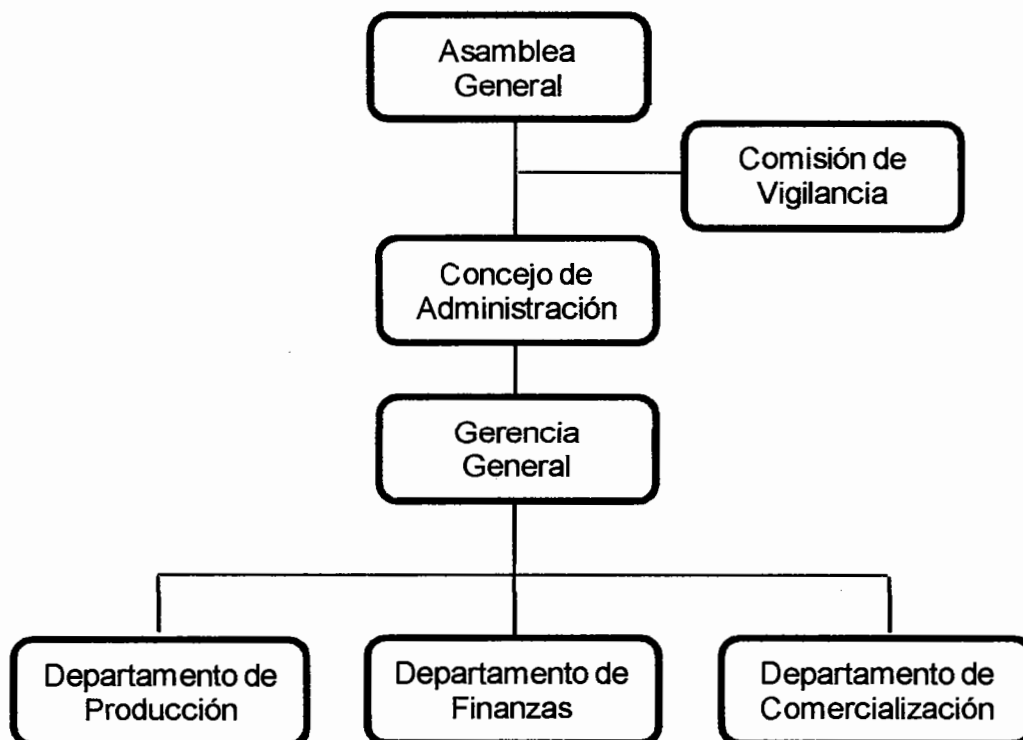 Asamblea
General
Comisión de
Vigilancia
Concejo de
Administración
Gerencia
General
Departamento de
Producción
Departamento de
Finanzas
Departamento de
Comercialización